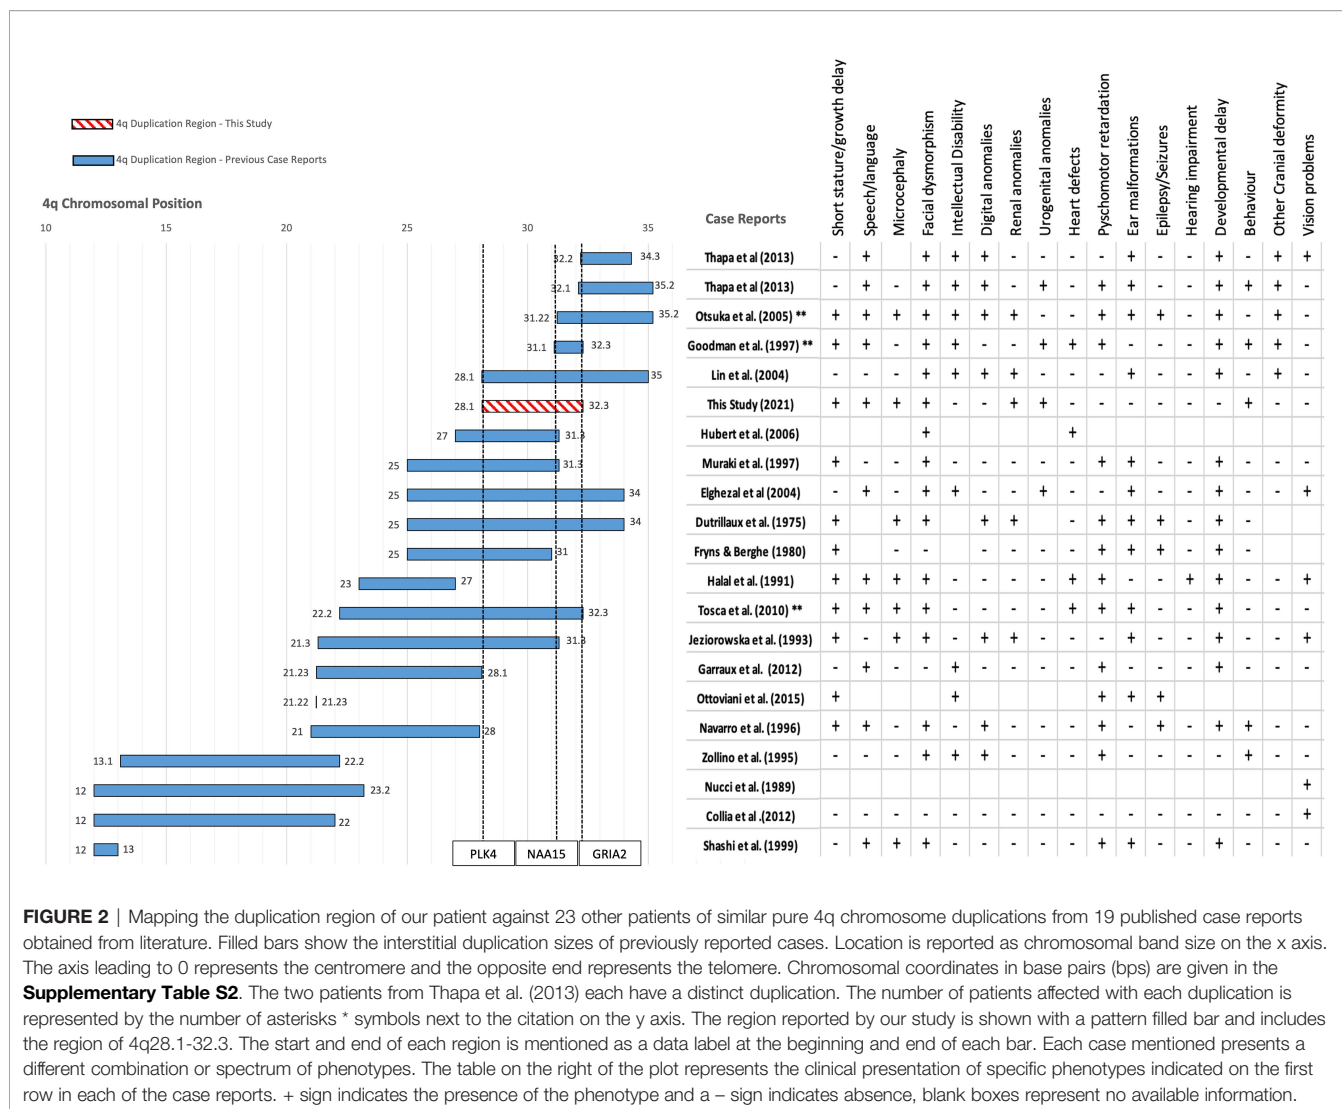 4q Duplication Region - This Study
4q Duplication Region - Previous Case Reports
4q Chromosomal Position
10 15 20 25 30 35
Case Reports
Short stature/growth delay
Speech/language
Microcephaly
Facial dysmorphism
Intellectual Disability
Digital anomalies
Renal anomalies
Urogenital anomalies
Heart defects
Pyschomotor retardation
Ear malformations
Epilepsy/Seizures
Hearing impairment
Developmental delay
Behaviour
Other Cranial deformity
Vision problems
32.2 34.3 Thapa et al (2013) - + + + + - - - - + - - + - + +
32.1 35.2 Thapa et al (2013) - + - + + + - + - + + - - + + + -
31.22 35.2 Otsuka et al. (2005) ** + + + + + + + - - + + + - + - + -
31.1 32.3 Goodman et al. (1997) ** + + - + + - - + + + - - - + + + -
28.1 35 Lin et al. (2004) - - - + + + + - - - + - - + - + -
28.1 32.3 This Study (2021) + + + + - - + + - - - - - - + - -
27 31.3 Hubert et al. (2006) + +
25 31.3 Muraki et al. (1997) + - - + - - - - - + + - - + - - -
25 34 Elghezal et al (2004) - + - + + - - + - - + - - + - - +
25 34 Dutrillaux et al. (1975) + + + + + - + + + - + -
25 31 Fryns & Berghe (1980) + - - - - - - + + + - + -
23 27 Halal et al. (1991) + + + + - - - - + + - - + + - - +
22.2 32.3 Tosca et al. (2010) ** + + + + - - - - + + + - - + - - -
21.3 31.3 Jeziorowska et al. (1993) + - + + - + + - - - + - - + - - +
21.23 28.1 Garraux et al. (2012) - + - - + - - - - + - - - + - - -
21.22 21.23 Ottoviani et al. (2015) + + + + +
21 28 Navarro et al. (1996) + + - + - + - - - + - + - + + - -
13.1 22.2 Zollino et al. (1995) - - - + + + - - - + - - - - + - -
12 23.2 Nucci et al. (1989) +
12 22 Collia et al .(2012) - - - - - - - - - - - - - - - - +
12 13 Shashi et al. (1999) - + + + - - - - - + + - - + - - -
PLK4 NAA15 GRIA2
FIGURE 2 | Mapping the duplication region of our patient against 23 other patients of similar pure 4q chromosome duplications from 19 published case reports
obtained from literature. Filled bars show the interstitial duplication sizes of previously reported cases. Location is reported as chromosomal band size on the x axis.
The axis leading to 0 represents the centromere and the opposite end represents the telomere. Chromosomal coordinates in base pairs (bps) are given in the
Supplementary Table S2. The two patients from Thapa et al. (2013) each have a distinct duplication. The number of patients affected with each duplication is
represented by the number of asterisks * symbols next to the citation on the y axis. The region reported by our study is shown with a pattern filled bar and includes
the region of 4q28.1-32.3. The start and end of each region is mentioned as a data label at the beginning and end of each bar. Each case mentioned presents a
different combination or spectrum of phenotypes. The table on the right of the plot represents the clinical presentation of specific phenotypes indicated on the first
row in each of the case reports. + sign indicates the presence of the phenotype and a – sign indicates absence, blank boxes represent no available information.